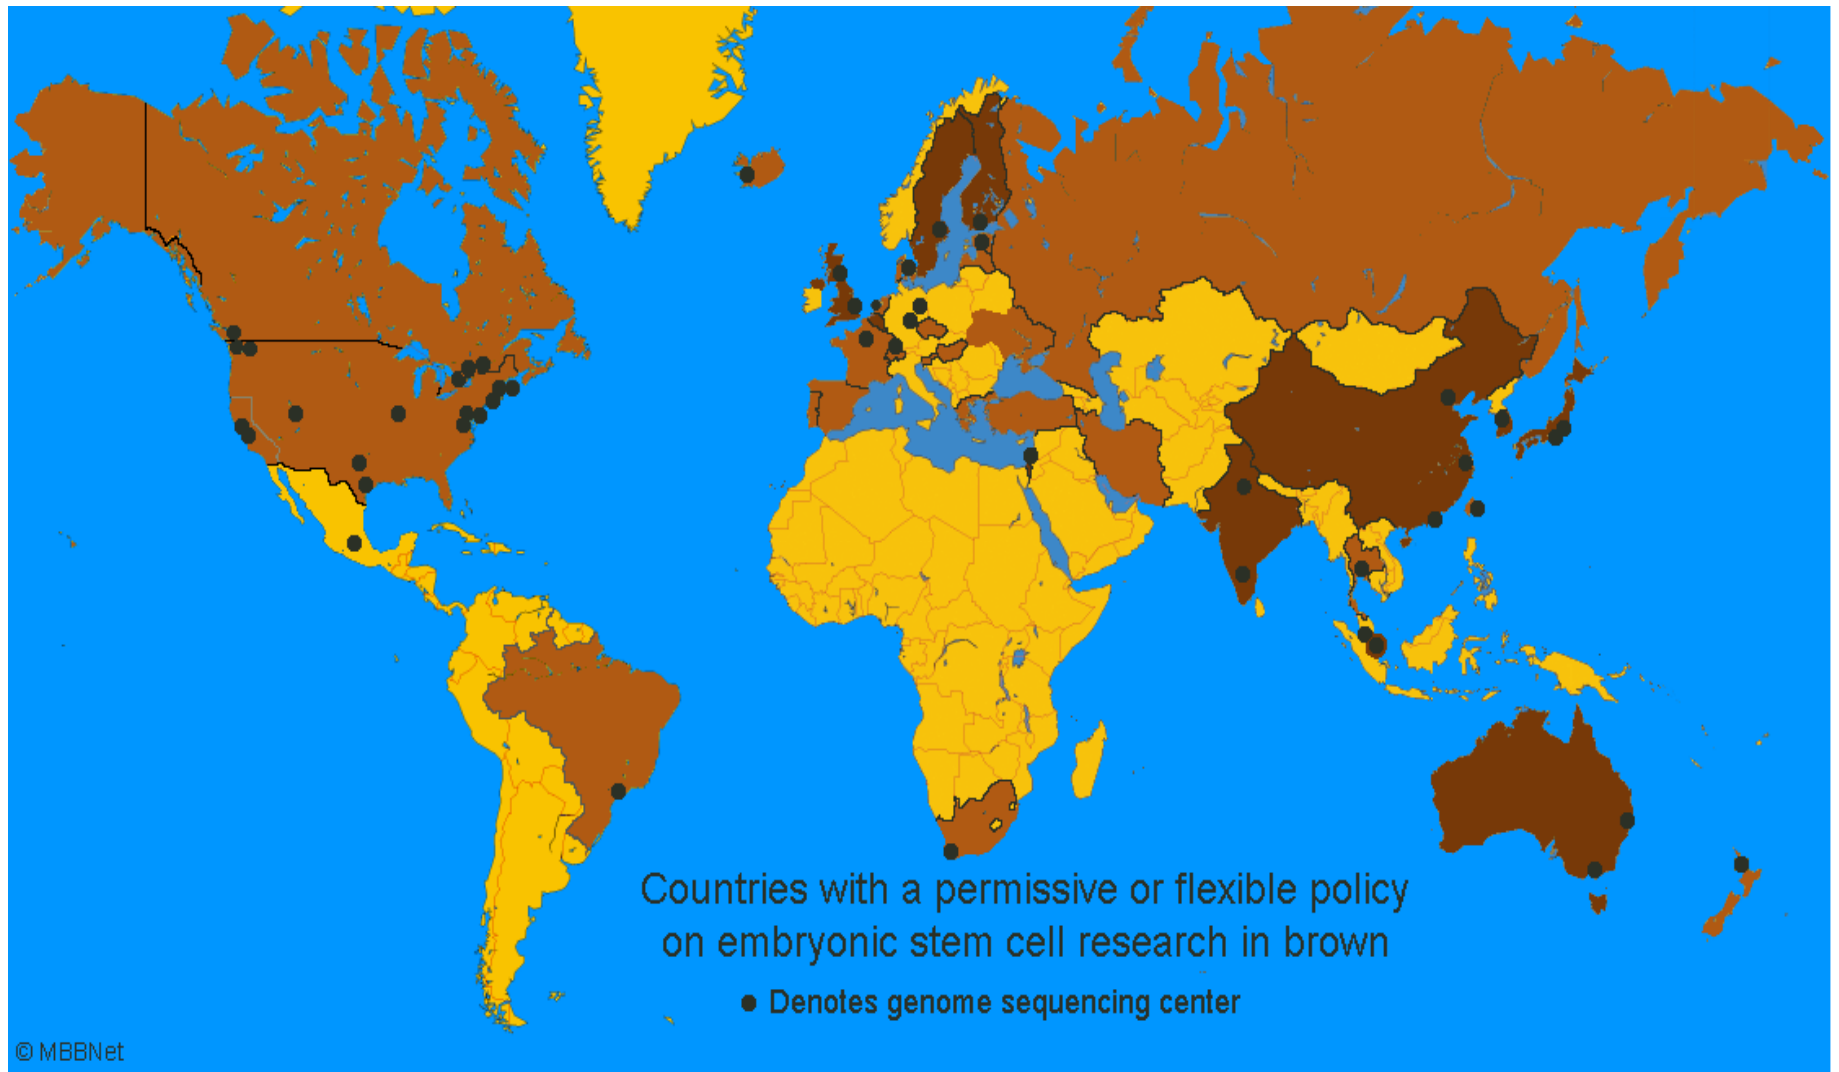 Countries with a permissive or flexible policy
on embryonic stem cell research in brown
● Denotes genome sequencing center
© MBBNet